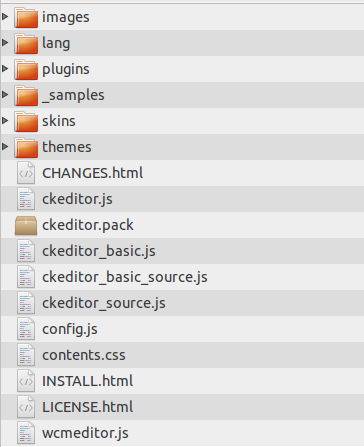 images
lang
plugins
_samples
skins
themes
CHANGES.html
ckeditor.js
ckeditor.pack
ckeditor_basic.js
ckeditor_basic_source.js
ckeditor_source.js
config.js
contents.css
INSTALL.html
LICENSE.html
wcmeditor.js